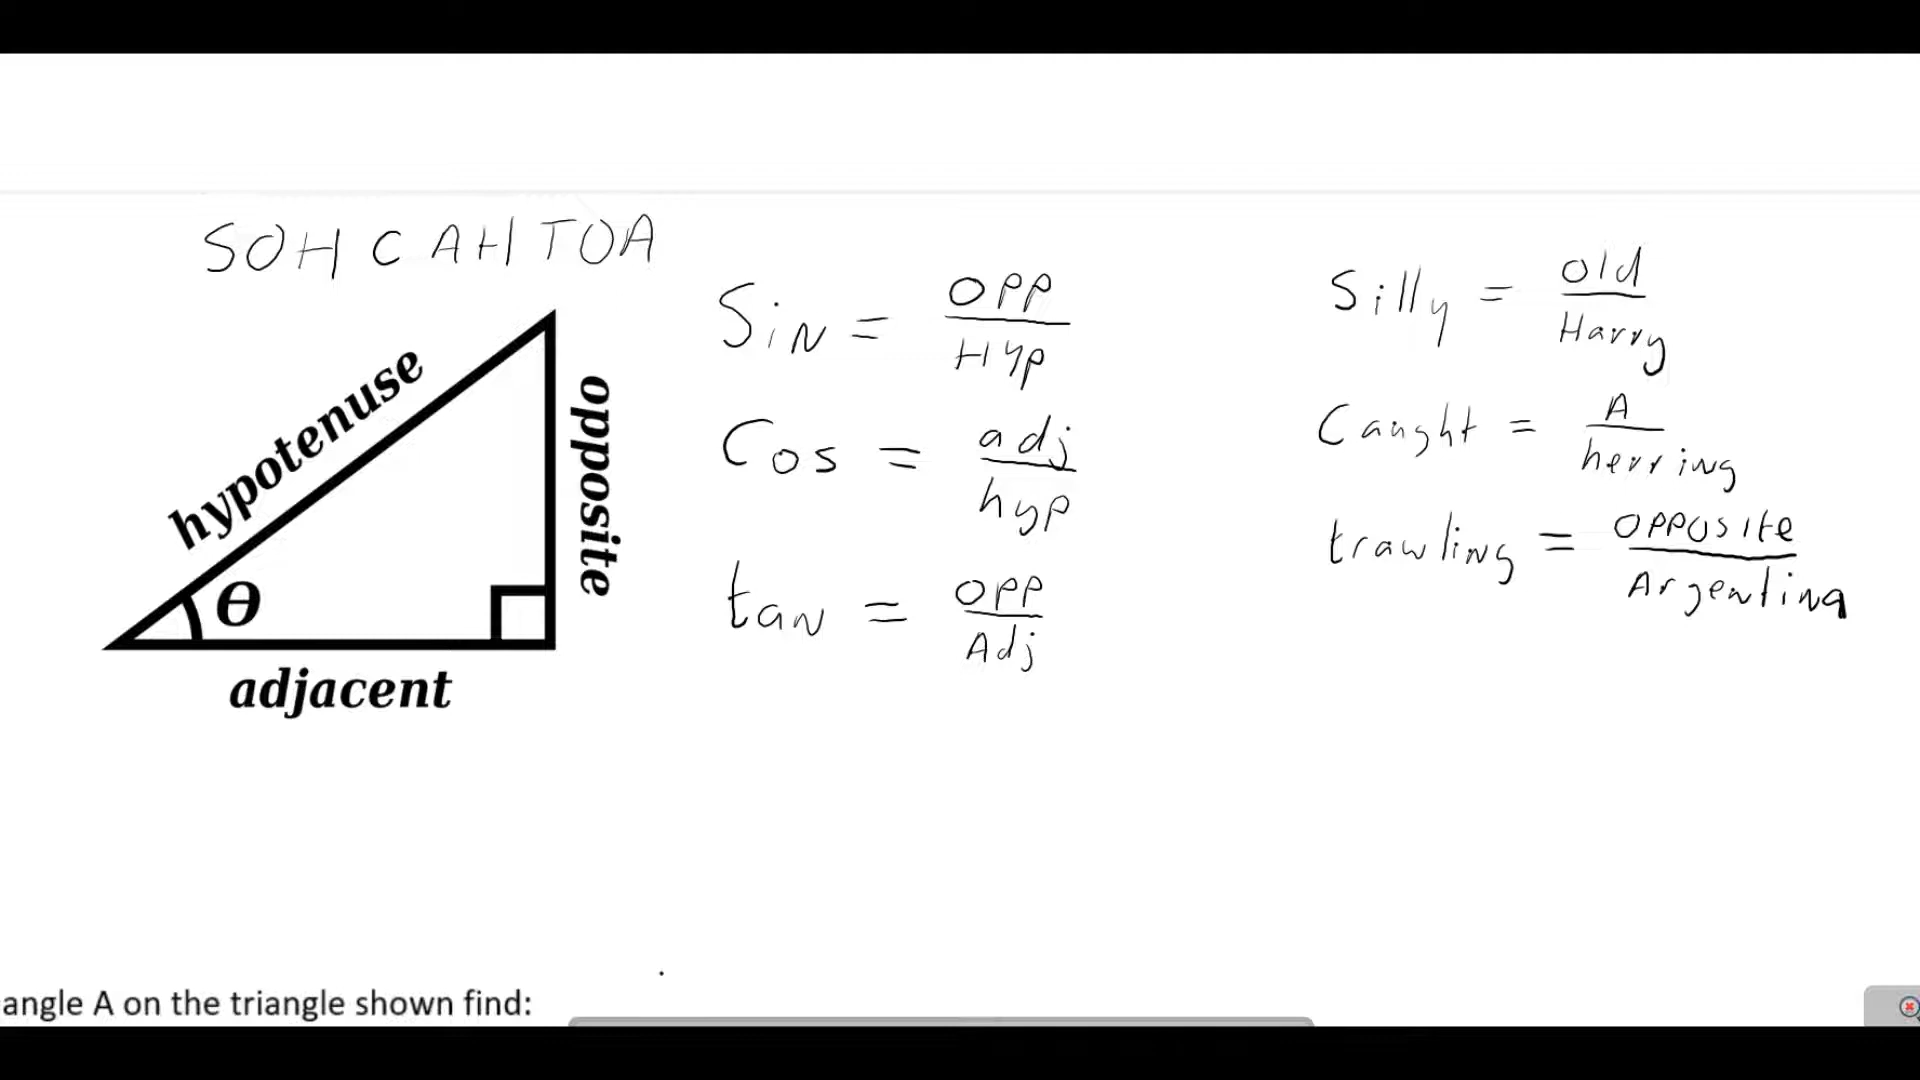 SOH CAH TOA
hypotenuse
opposite
θ
adjacent
Sin = OPP
Hyp
Cos = adj
hyp
tan = OPP
Adj
Silly = Old
Harry
Caught = A
herring
trawling = Opposite
Argentina
angle A on the triangle shown find: